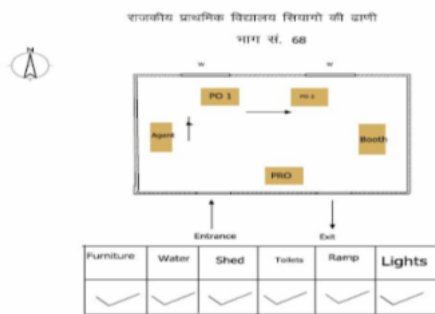 राजकीय प्राथमिक विद्यालय सियागो की ढाणी
भाग सं. 68
N
W W
PO 1 PO 2
Agent Booth
PRO
Entrance Exit
Furniture Water Shed Toilets Ramp Lights